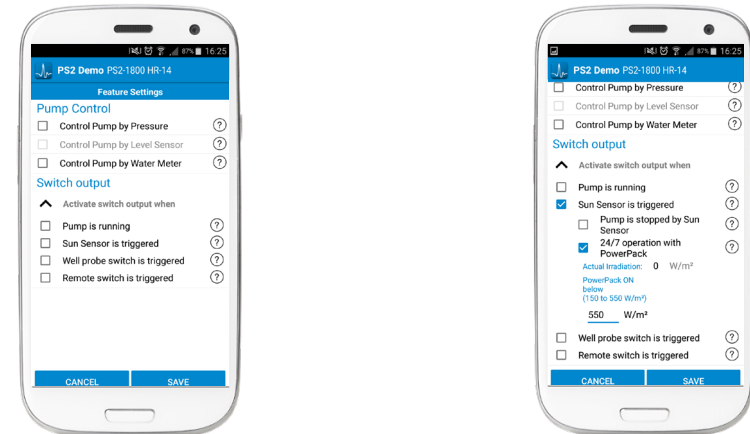 87% 16:25
PS2 Demo PS2-1800 HR-14
Feature Settings
Pump Control
Control Pump by Pressure ?
Control Pump by Level Sensor ?
Control Pump by Water Meter ?
Switch output
Activate switch output when
Pump is running ?
Sun Sensor is triggered ?
Well probe switch is triggered ?
Remote switch is triggered ?
CANCEL SAVE
87% 16:25
PS2 Demo PS2-1800 HR-14
Control Pump by Pressure ?
Control Pump by Level Sensor ?
Control Pump by Water Meter ?
Switch output
Activate switch output when
Pump is running ?
Sun Sensor is triggered ?
Pump is stopped by Sun
Sensor ?
24/7 operation with
PowerPack ?
Actual Irradiation: 0 W/m²
PowerPack ON
below
(150 to 550 W/m²)
550 W/m²
Well probe switch is triggered ?
Remote switch is triggered ?
CANCEL SAVE